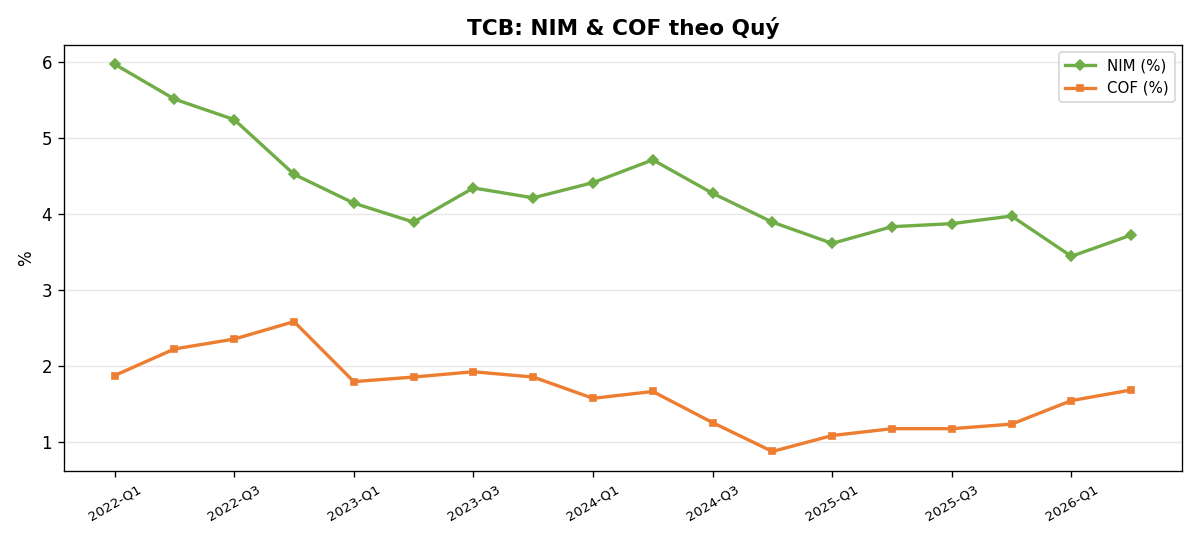 TCB: NIM & COF theo Quý
NIM (%)
COF (%)
%
6
5
4
3
2
1
2022-Q1
2022-Q3
2023-Q1
2023-Q3
2024-Q1
2024-Q3
2025-Q1
2025-Q3
2026-Q1